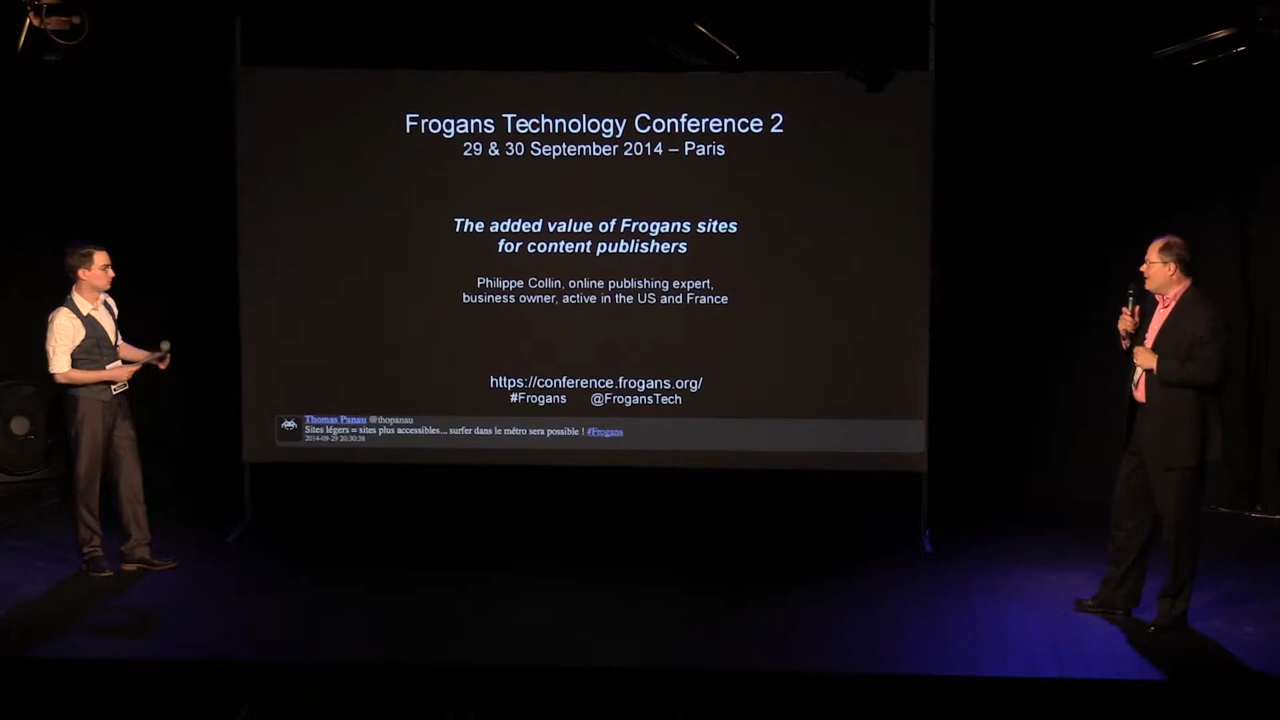 Frogans Technology Conference 2
29 & 30 September 2014 – Paris
The added value of Frogans sites
for content publishers
Philippe Collin, online publishing expert,
business owner, active in the US and France
https://conference.frogans.org/
#Frogans @FrogansTech
Thomas Panau @thopanau
Sites légers = sites plus accessibles... surfer dans le métro sera possible ! #Frogans
2014-09-29 20:30:38